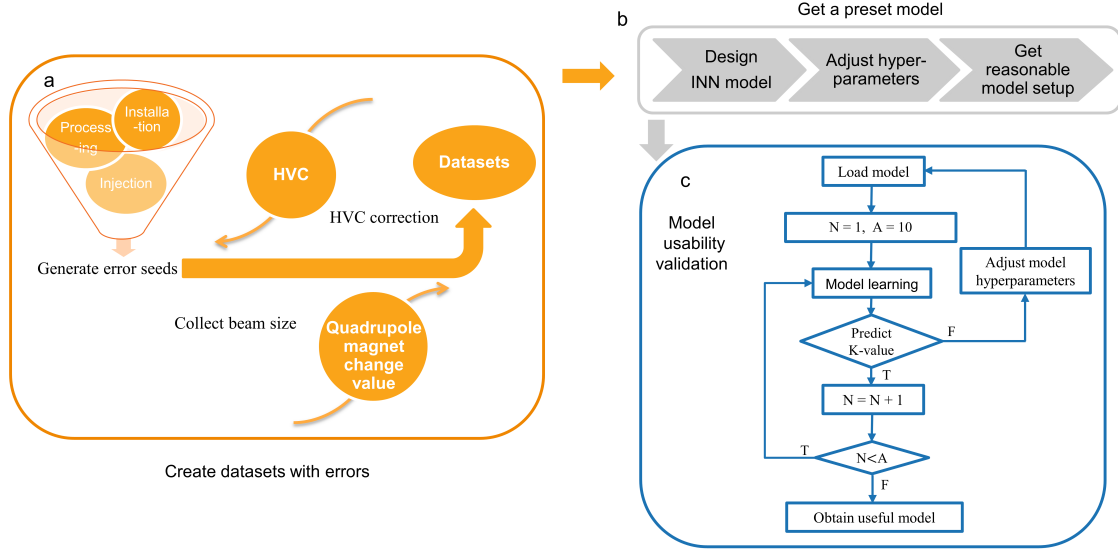 a
Installa
-tion
Process
-ing
Injection
Generate error seeds
HVC
HVC correction
Datasets
Collect beam size
Quadrupole
magnet
change
value
Create datasets with errors
b
Get a preset model
Design
INN model
Adjust hyper-
parameters
Get
reasonable
model setup
c
Model
usability
validation
Load model
N = 1, A = 10
Model learning
Adjust model
hyperparameters
Predict
K-value
F
T
N = N + 1
N<A
T
F
Obtain useful model